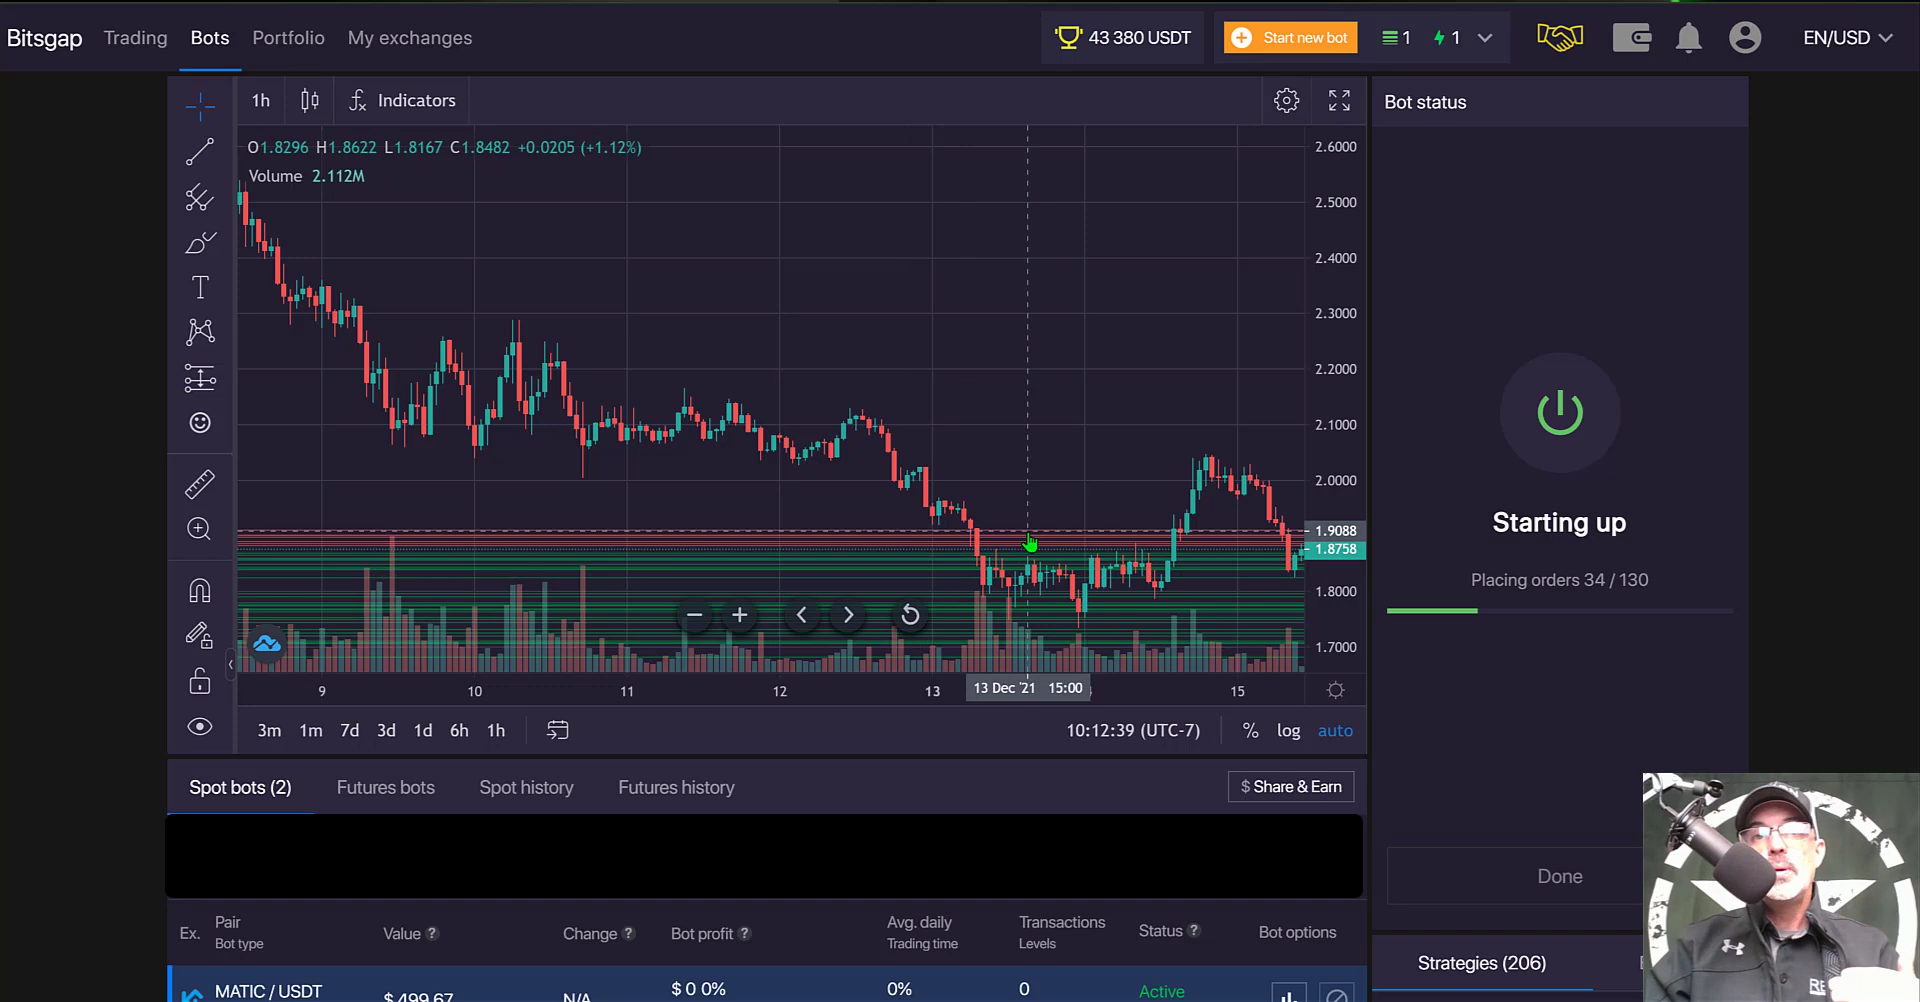 Bitsgap Trading Bots Portfolio My exchanges 43 380 USDT Start new bot 1 1 EN/USD
1h Indicators
Bot status
O1.8296 H1.8622 L1.8167 C1.8482 +0.0205 (+1.12%)
Volume 2.112M
2.6000
2.5000
2.4000
2.3000
2.2000
2.1000
2.0000
1.9088
1.8758
1.8000
1.7000
Starting up
Placing orders 34 / 130
9 10 11 12 13 13 Dec '21 15:00 15
3m 1m 7d 3d 1d 6h 1h 10:12:39 (UTC-7) % log auto
Spot bots (2) Futures bots Spot history Futures history $ Share & Earn
Done
Ex. Pair Value ? Change ? Bot profit ? Avg. daily Transactions Status ? Bot options
Bot type Trading time Levels
Strategies (206)
MATIC / USDT $ 499.67 N/A $ 0 0% 0% 0 Active